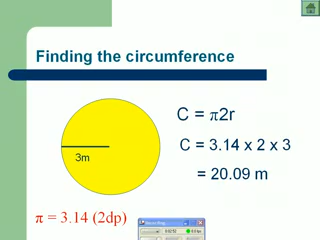 Finding the circumference
C = π2r
3m
C = 3.14 x 2 x 3
= 20.09 m
π = 3.14 (2dp)